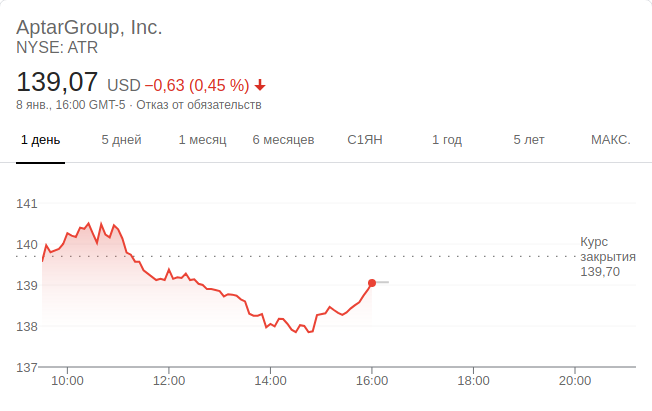 AptarGroup, Inc.
NYSE: ATR
139,07 USD −0,63 (0,45 %)
8 янв., 16:00 GMT-5 · Отказ от обязательств
1 день 5 дней 1 месяц 6 месяцев С1ЯН 1 год 5 лет МАКС.
141
140
139
138
137
Курс
закрытия
139,70
10:00 12:00 14:00 16:00 18:00 20:00